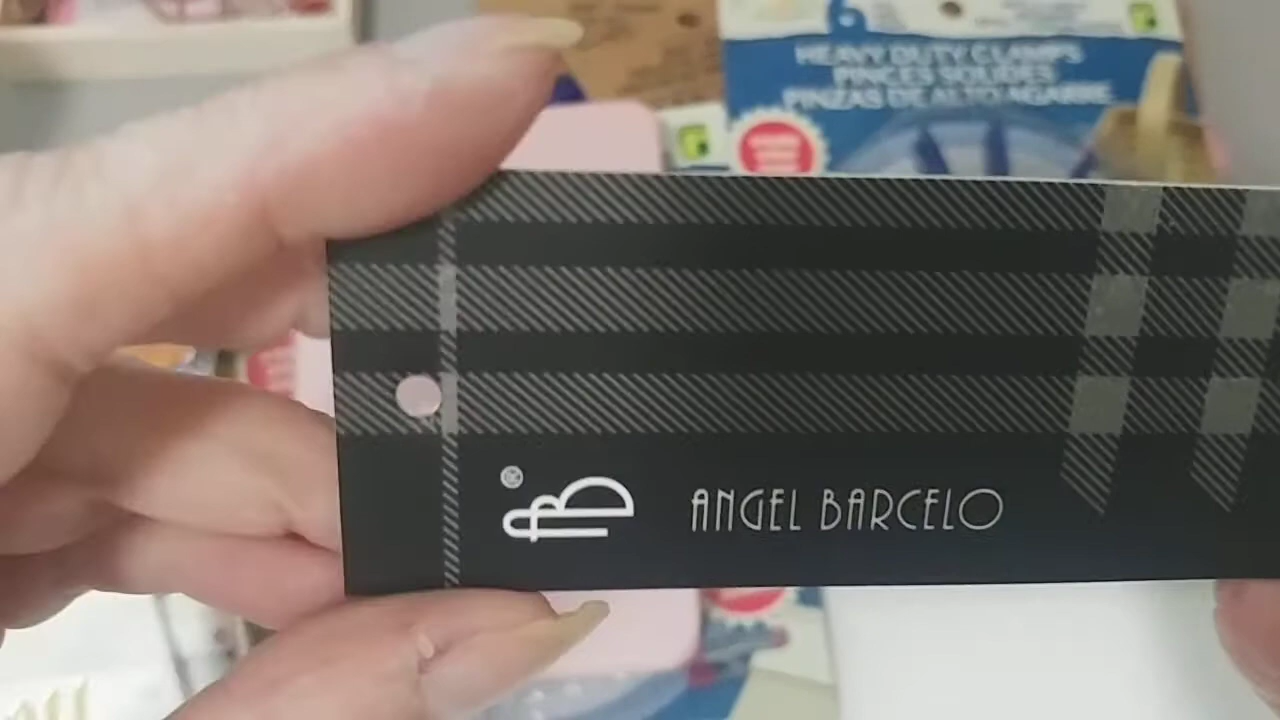 HEAVY DUTY CLAMPS
PINCES SOLIDES
PINZAS DE ALTO AGARRE
®
ANGEL BARCELO